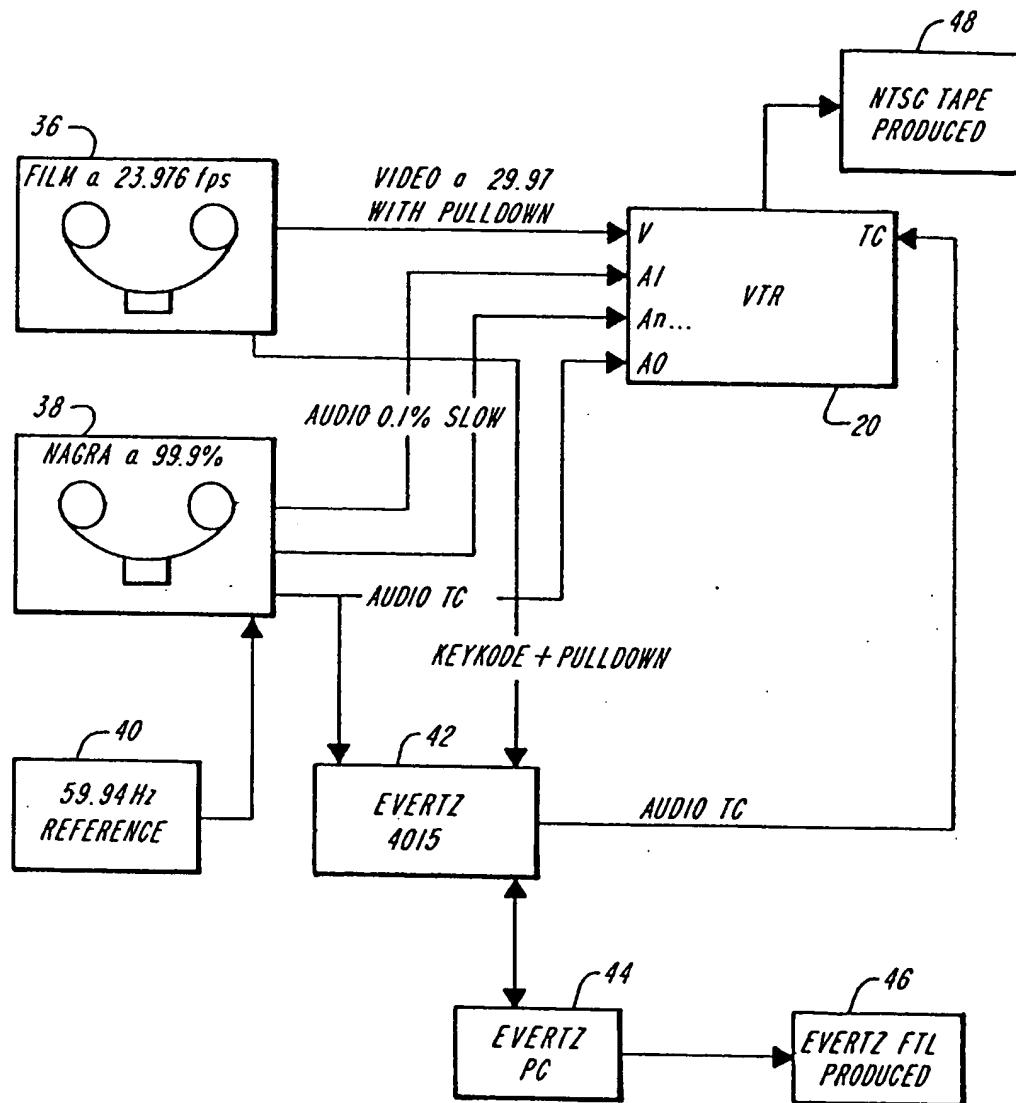 48
NTSC TAPE
PRODUCED
36
FILM a 23.976 fps
VIDEO a 29.97
WITH PULLDOWN
V
TC
A1
VTR
An...
A0
20
38
AUDIO 0.1% SLOW
NAGRA a 99.9%
AUDIO TC
KEYKODE + PULLDOWN
40
59.94Hz
REFERENCE
42
EVERTZ
4015
AUDIO TC
44
EVERTZ
PC
46
EVERTZ FTL
PRODUCED